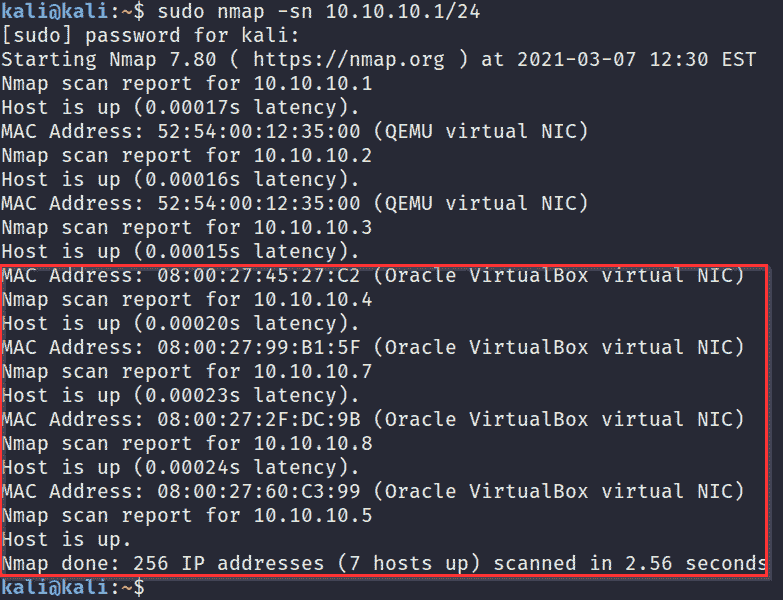 kali@kali:~$ sudo nmap -sn 10.10.10.1/24
[sudo] password for kali:
Starting Nmap 7.80 ( https://nmap.org ) at 2021-03-07 12:30 EST
Nmap scan report for 10.10.10.1
Host is up (0.00017s latency).
MAC Address: 52:54:00:12:35:00 (QEMU virtual NIC)
Nmap scan report for 10.10.10.2
Host is up (0.00016s latency).
MAC Address: 52:54:00:12:35:00 (QEMU virtual NIC)
Nmap scan report for 10.10.10.3
Host is up (0.00015s latency).
MAC Address: 08:00:27:45:27:C2 (Oracle VirtualBox virtual NIC)
Nmap scan report for 10.10.10.4
Host is up (0.00020s latency).
MAC Address: 08:00:27:99:B1:5F (Oracle VirtualBox virtual NIC)
Nmap scan report for 10.10.10.7
Host is up (0.00023s latency).
MAC Address: 08:00:27:2F:DC:9B (Oracle VirtualBox virtual NIC)
Nmap scan report for 10.10.10.8
Host is up (0.00024s latency).
MAC Address: 08:00:27:60:C3:99 (Oracle VirtualBox virtual NIC)
Nmap scan report for 10.10.10.5
Host is up.
Nmap done: 256 IP addresses (7 hosts up) scanned in 2.56 seconds
kali@kali:~$